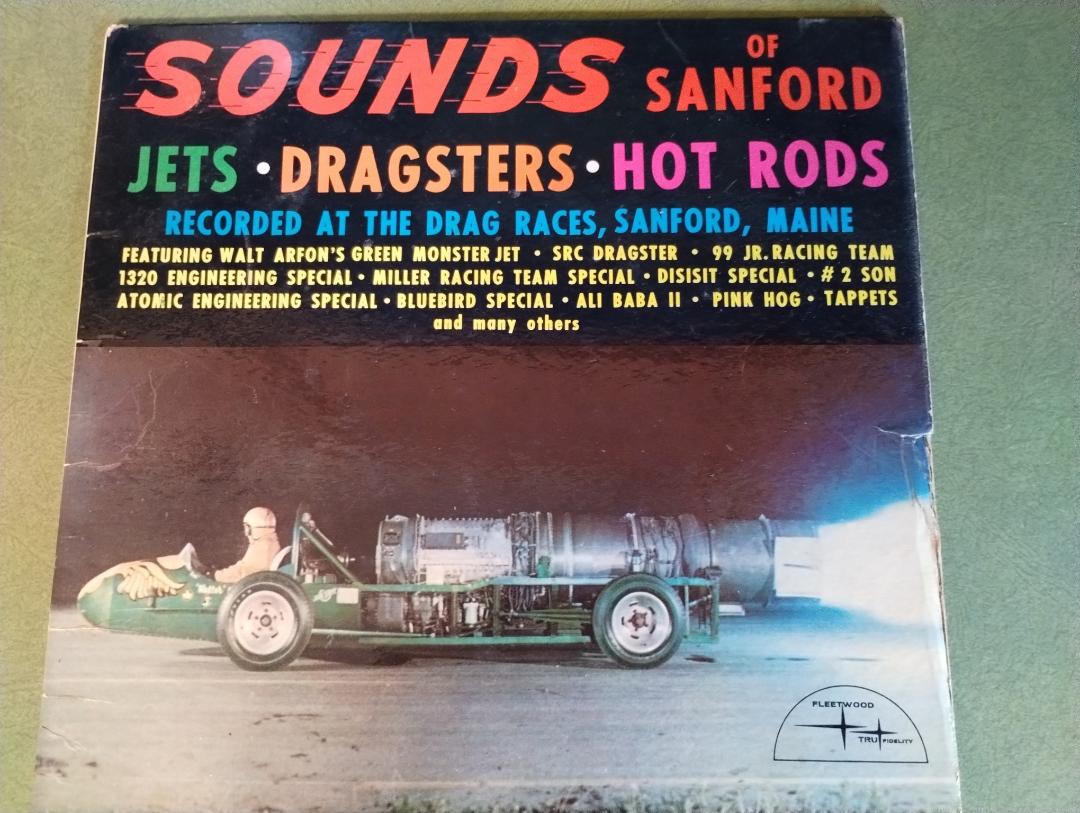 SOUNDS OF SANFORD
JETS • DRAGSTERS • HOT RODS
RECORDED AT THE DRAG RACES, SANFORD, MAINE
FEATURING WALT ARFON'S GREEN MONSTER JET • SRC DRAGSTER • 99 JR. RACING TEAM
1320 ENGINEERING SPECIAL • MILLER RACING TEAM SPECIAL • DISISIT SPECIAL • # 2 SON
ATOMIC ENGINEERING SPECIAL • BLUEBIRD SPECIAL • ALI BABA II • PINK HOG • TAPPETS
and many others
FLEETWOOD
TRU FIDELITY